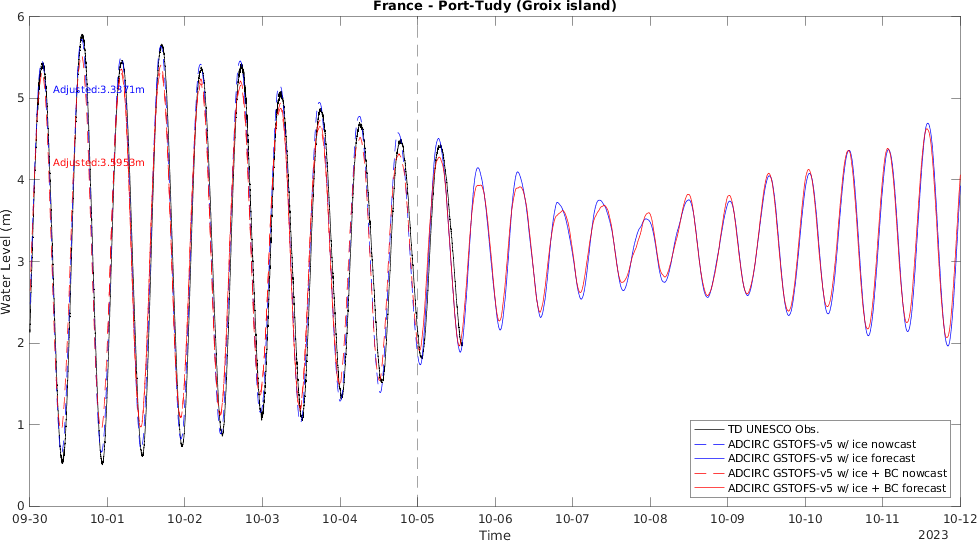 France - Port-Tudy (Groix island)
6
5
4
3
2
1
0
Water Level (m)
Adjusted:3.3371m
Adjusted:3.5953m
TD UNESCO Obs.
ADCIRC GSTOFS-v5 w/ ice nowcast
ADCIRC GSTOFS-v5 w/ ice forecast
ADCIRC GSTOFS-v5 w/ ice + BC nowcast
ADCIRC GSTOFS-v5 w/ ice + BC forecast
09-30 10-01 10-02 10-03 10-04 10-05 10-06 10-07 10-08 10-09 10-10 10-11 10-12
Time
2023